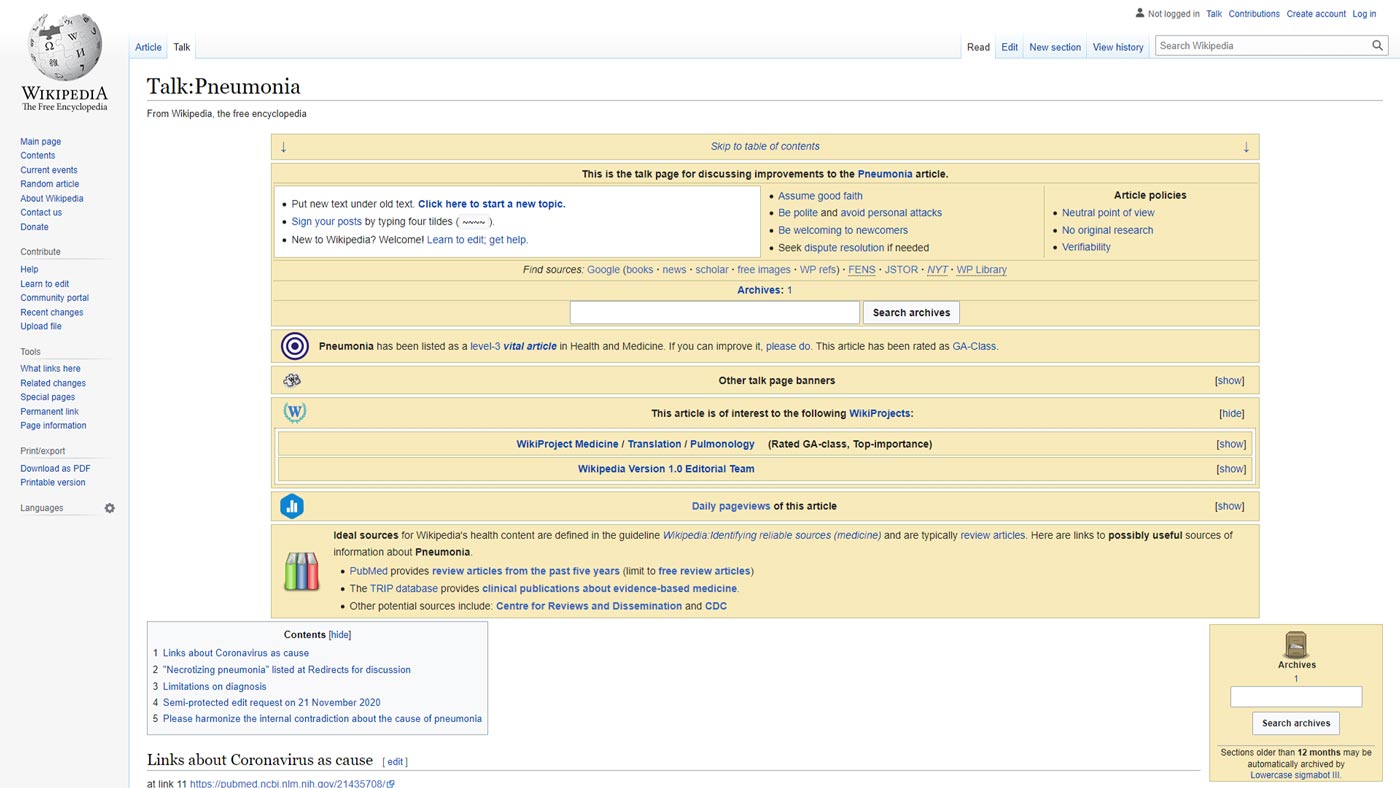 Not logged in Talk Contributions Create account Log in
Article Talk Read Edit New section View history Search Wikipedia
WIKIPEDIA
The Free Encyclopedia
Main page
Contents
Current events
Random article
About Wikipedia
Contact us
Donate
Contribute
Help
Learn to edit
Community portal
Recent changes
Upload file
Tools
What links here
Related changes
Special pages
Permanent link
Page information
Print/export
Download as PDF
Printable version
Languages
Talk:Pneumonia
From Wikipedia, the free encyclopedia
↓ Skip to table of contents ↓
This is the talk page for discussing improvements to the Pneumonia article.
• Put new text under old text. Click here to start a new topic.
• Sign your posts by typing four tildes ( ~~~~ ).
• New to Wikipedia? Welcome! Learn to edit; get help.
• Assume good faith
• Be polite and avoid personal attacks
• Be welcoming to newcomers
• Seek dispute resolution if needed
Article policies
• Neutral point of view
• No original research
• Verifiability
Find sources: Google (books · news · scholar · free images · WP refs) · FENS · JSTOR · NYT · WP Library
Archives: 1
Search archives
Pneumonia has been listed as a level-3 vital article in Health and Medicine. If you can improve it, please do. This article has been rated as GA-Class.
Other talk page banners [show]
W This article is of interest to the following WikiProjects: [hide]
WikiProject Medicine / Translation / Pulmonology (Rated GA-class, Top-importance) [show]
Wikipedia Version 1.0 Editorial Team [show]
Daily pageviews of this article [show]
Ideal sources for Wikipedia's health content are defined in the guideline Wikipedia:Identifying reliable sources (medicine) and are typically review articles. Here are links to possibly useful sources of
information about Pneumonia.
• PubMed provides review articles from the past five years (limit to free review articles)
• The TRIP database provides clinical publications about evidence-based medicine.
• Other potential sources include: Centre for Reviews and Dissemination and CDC
Contents [hide]
1 Links about Coronavirus as cause
2 "Necrotizing pneumonia" listed at Redirects for discussion
3 Limitations on diagnosis
4 Semi-protected edit request on 21 November 2020
5 Please harmonize the internal contradiction about the cause of pneumonia
Archives
1
Search archives
Sections older than 12 months may be
automatically archived by
Lowercase sigmabot III.
Links about Coronavirus as cause [ edit ]
at link 11 https://pubmed.ncbi.nlm.nih.gov/21435708/